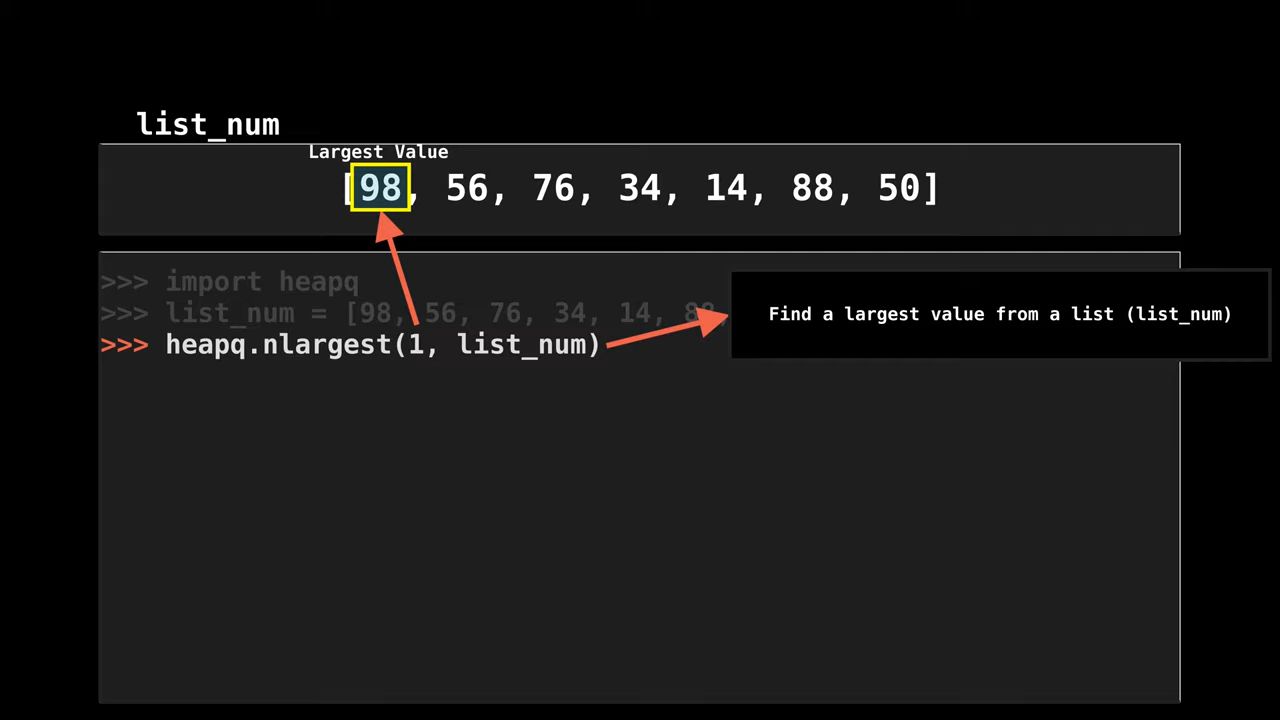 list_num
Largest Value
[98, 56, 76, 34, 14, 88, 50]
>>> import heapq
>>> list_num = [98, 56, 76, 34, 14, 88,
Find a largest value from a list (list_num)
>>> heapq.nlargest(1, list_num)